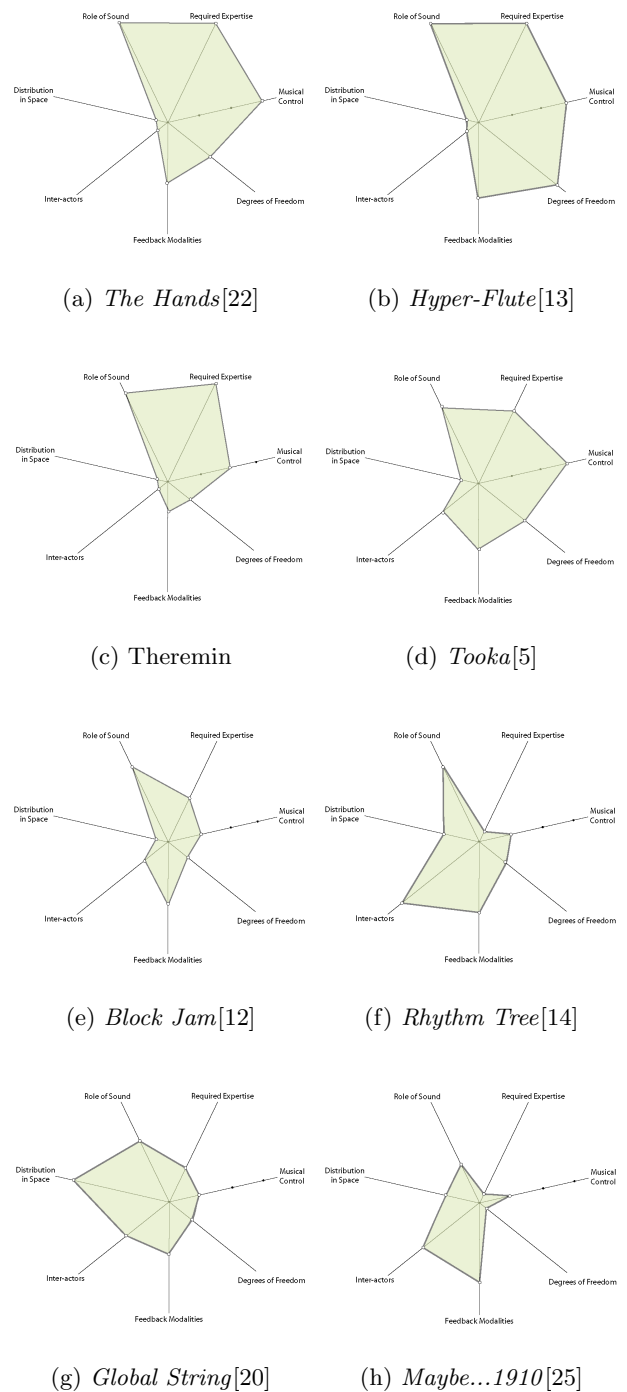 Role of Sound
Required Expertise
Musical
Control
Distribution
in Space
Inter-actors
Degrees of Freedom
Feedback Modalities
(a) The Hands[22]
Role of Sound
Required Expertise
Musical
Control
Distribution
in Space
Inter-actors
Degrees of Freedom
Feedback Modalities
(b) Hyper-Flute[13]
Role of Sound
Required Expertise
Musical
Control
Distribution
in Space
Inter-actors
Degrees of Freedom
Feedback Modalities
(c) Theremin
Role of Sound
Required Expertise
Musical
Control
Distribution
in Space
Inter-actors
Degrees of Freedom
Feedback Modalities
(d) Tooka[5]
Role of Sound
Required Expertise
Musical
Control
Distribution
in Space
Inter-actors
Degrees of Freedom
Feedback Modalities
(e) Block Jam[12]
Role of Sound
Required Expertise
Musical
Control
Distribution
in Space
Inter-actors
Degrees of Freedom
Feedback Modalities
(f) Rhythm Tree[14]
Role of Sound
Required Expertise
Musical
Control
Distribution
in Space
Inter-actors
Degrees of Freedom
Feedback Modalities
(g) Global String[20]
Role of Sound
Required Expertise
Musical
Control
Distribution
in Space
Inter-actors
Degrees of Freedom
Feedback Modalities
(h) Maybe...1910[25]